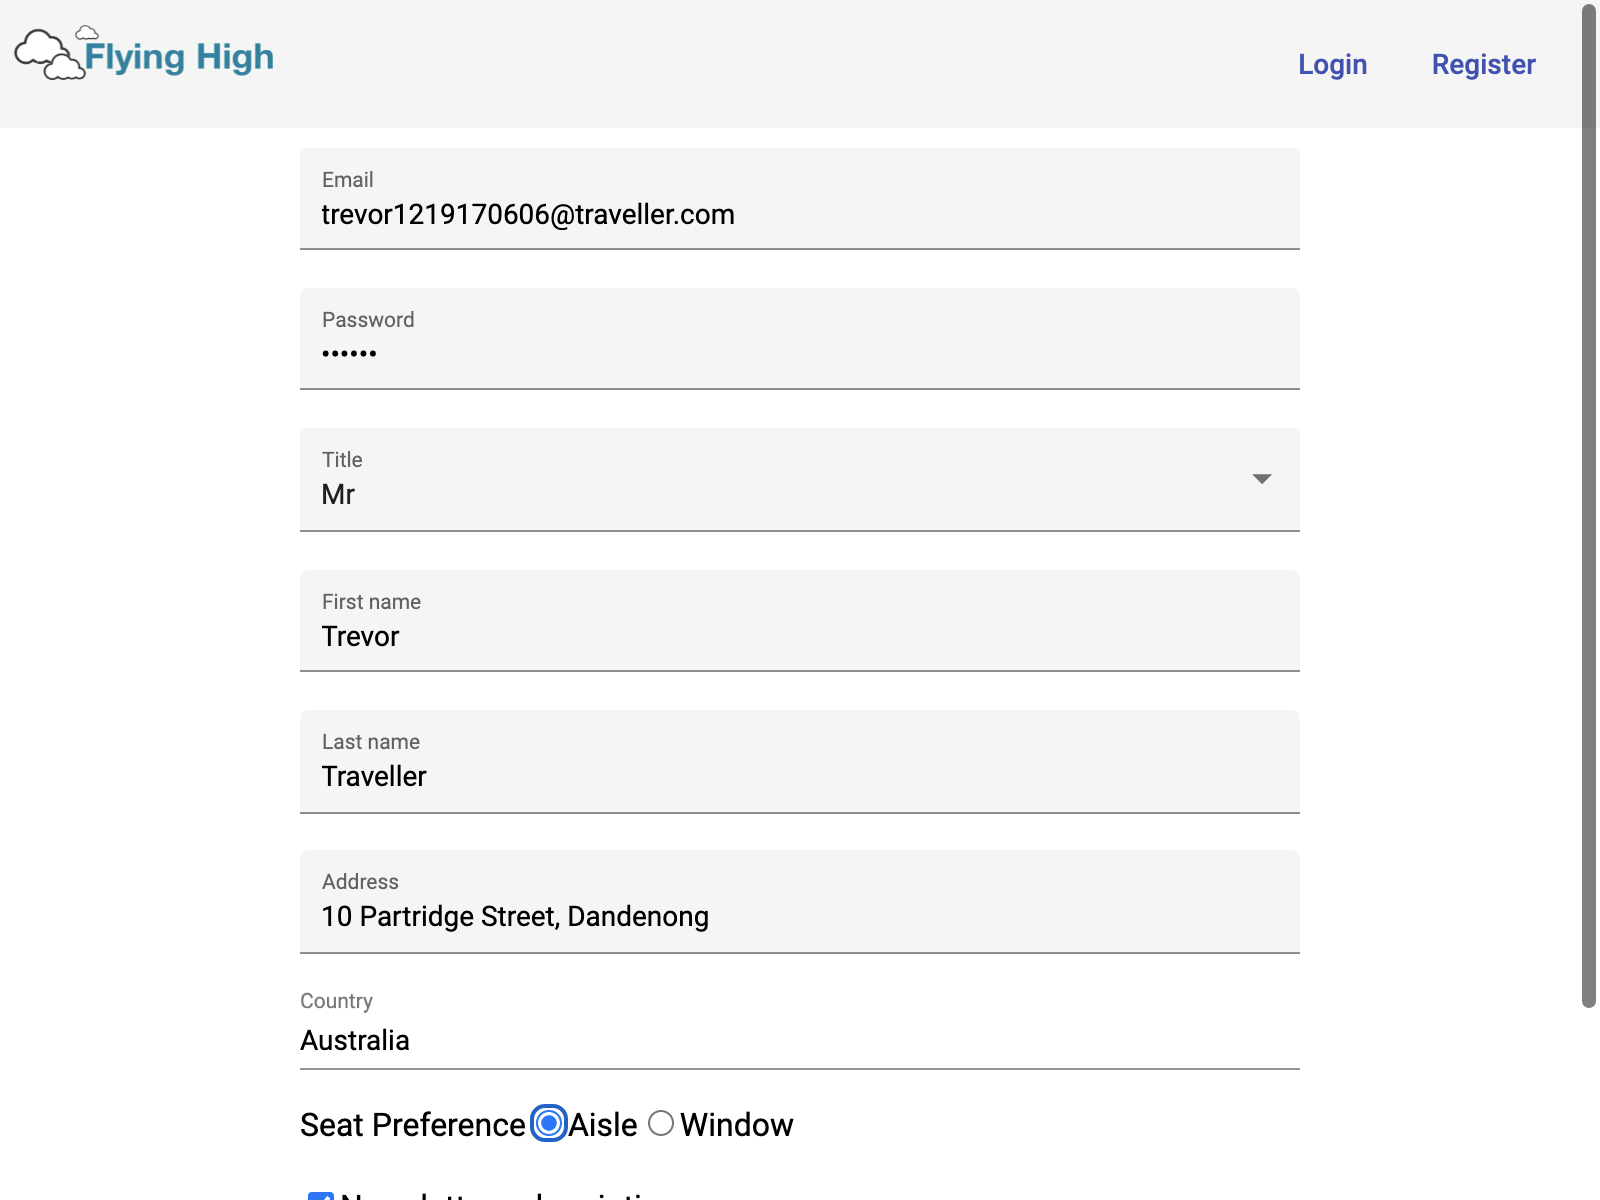 Flying High
Login
Register
Email
trevor1219170606@traveller.com
Password
••••••
Title
Mr
First name
Trevor
Last name
Traveller
Address
10 Partridge Street, Dandenong
Country
Australia
Seat Preference Aisle Window